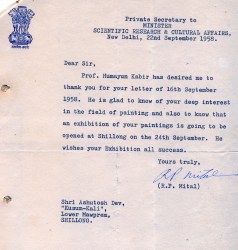 Private Secretary to
MINISTER
SCIENTIFIC RESEARCH & CULTURAL AFFAIRS,
New Delhi, 22nd September 1958.
Dear Sir,
Prof. Humayun Kabir has desired me to
thank you for your letter of 16th September
1958. He is glad to know of your deep interest
in the field of painting and also to know that
an exhibition of your paintings is going to be
opened at Shillong on the 24th September. He
wishes your Exhibition all success.
Yours truly,
R P Mital
(R.P. Mital)
Shri Ashutosh Dev,
"Kusum-Kali",
Lower Mawprem,
SHILLONG.